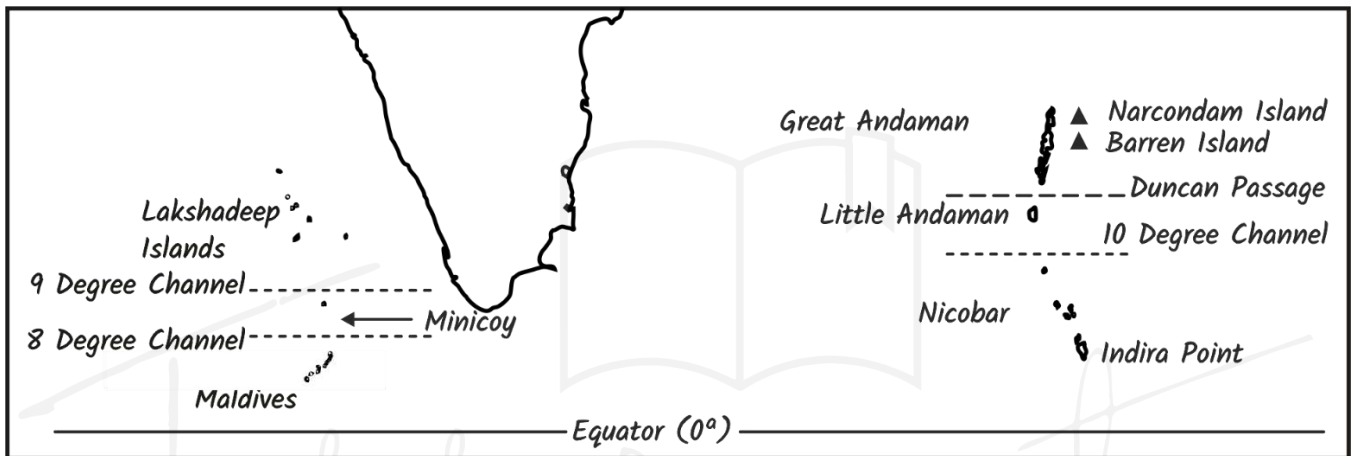 Great Andaman
Narcondam Island
Barren Island
Duncan Passage
Lakshadeep
Islands
Little Andaman
10 Degree Channel
9 Degree Channel
Minicoy
Nicobar
8 Degree Channel
Indira Point
Maldives
Equator (0ª)